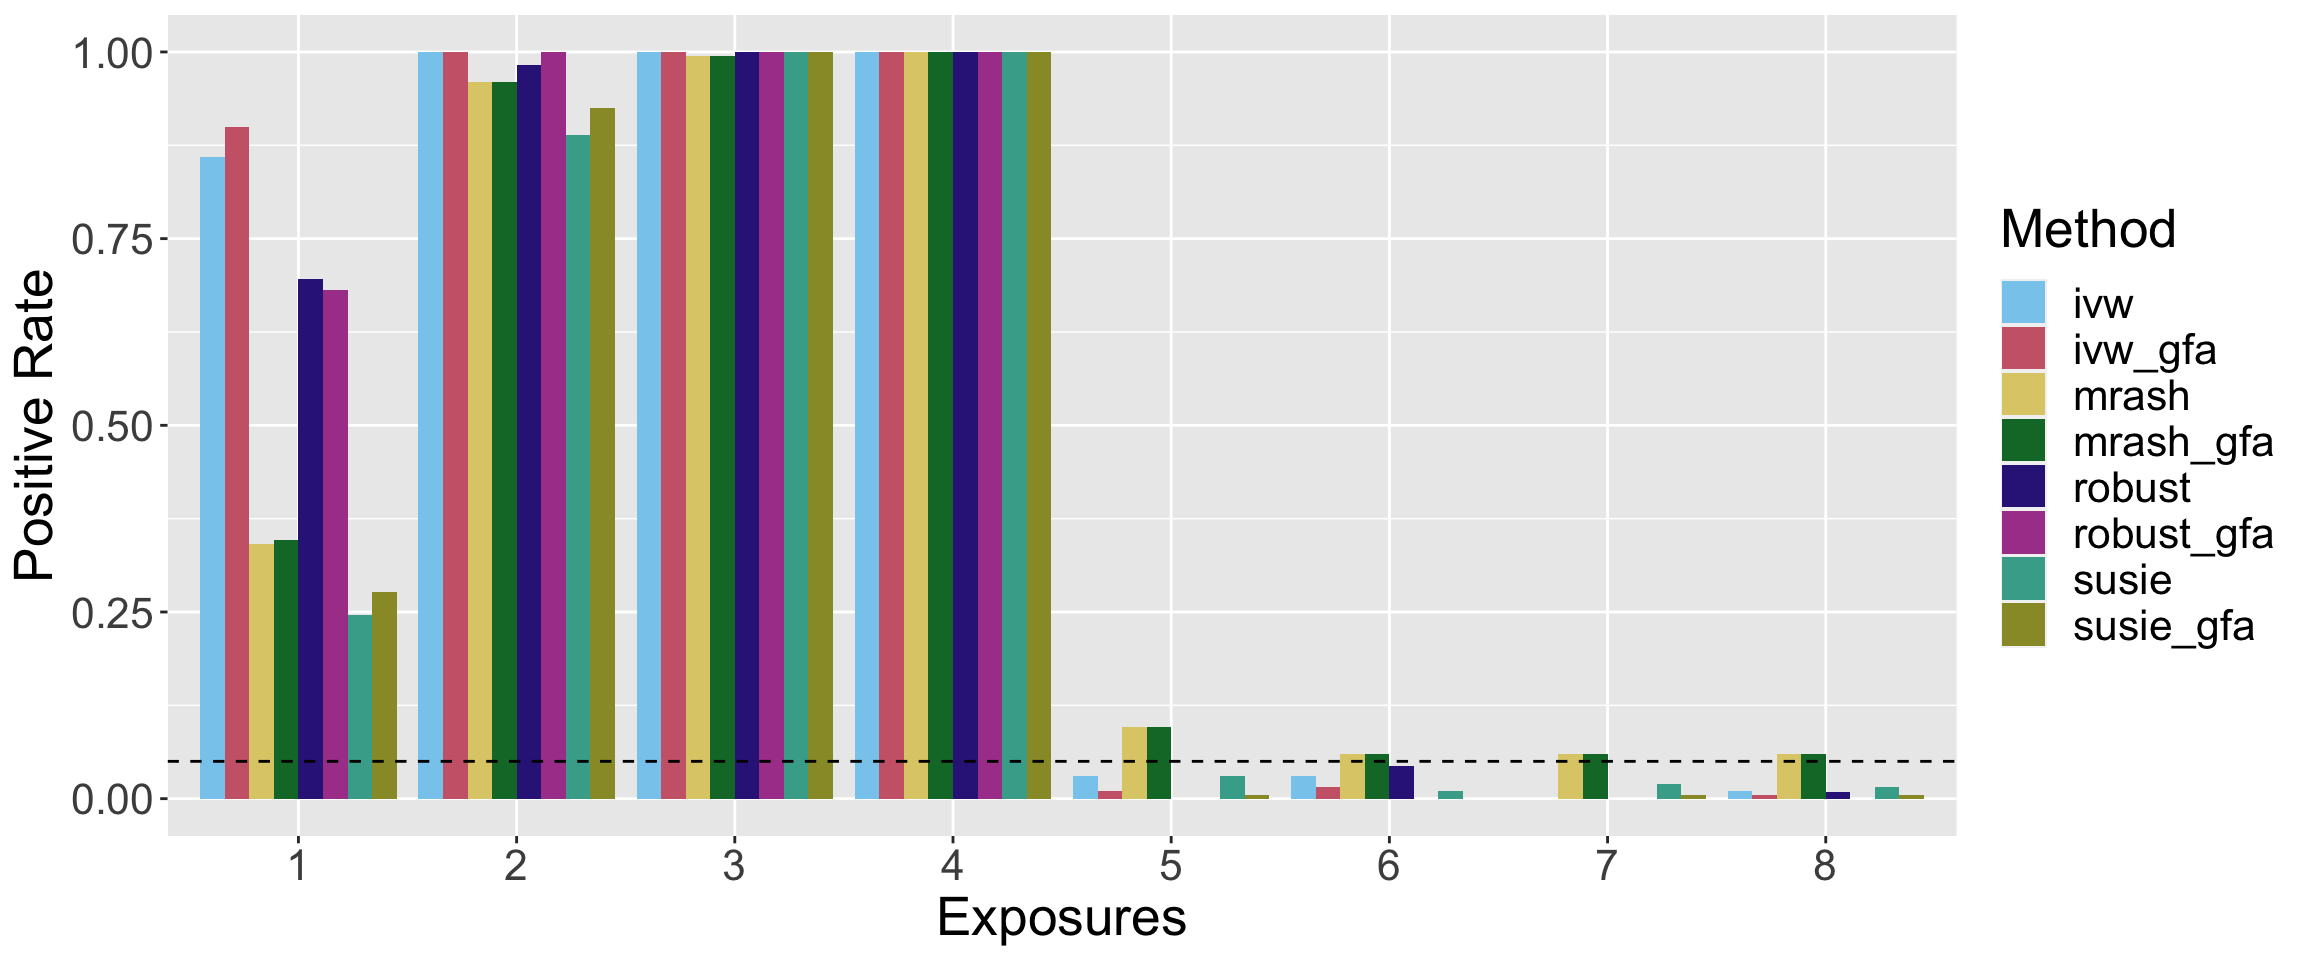 Positive Rate
1.00
0.75
0.50
0.25
0.00
1 2 3 4 5 6 7 8
Exposures
Method
ivw
ivw_gfa
mrash
mrash_gfa
robust
robust_gfa
susie
susie_gfa